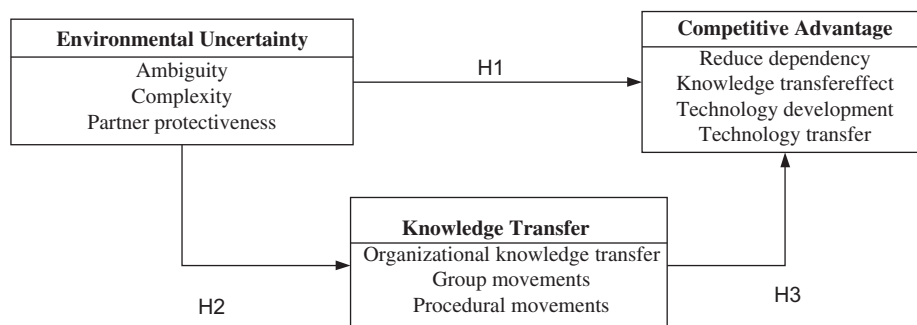 Environmental Uncertainty
Ambiguity
Complexity
Partner protectiveness
H1
Competitive Advantage
Reduce dependency
Knowledge transfereffect
Technology development
Technology transfer
H2
Knowledge Transfer
Organizational knowledge transfer
Group movements
Procedural movements
H3